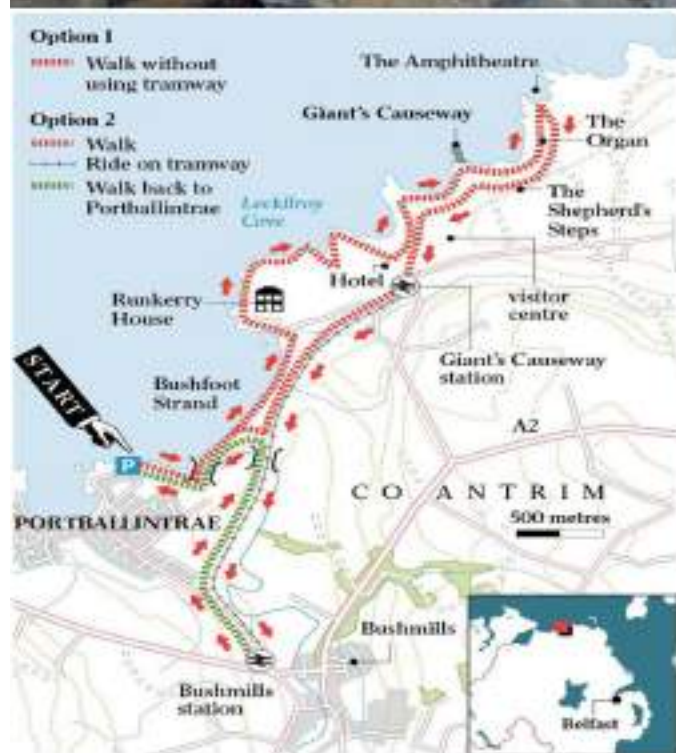 Option 1
Walk without
using tramway
Option 2
Walk
Ride on tramway
Walk back to
Portballintrae
The Amphitheatre
Giant's Causeway
The
Organ
The
Shepherd's
Steps
Leckilroy
Cove
Hotel
visitor
centre
Runkerry
House
Giant's Causeway
station
Bushfoot
Strand
START
P
A2
CO ANTRIM
500 metres
PORTBALLINTRAE
Bushmills
Bushmills
station
Belfast